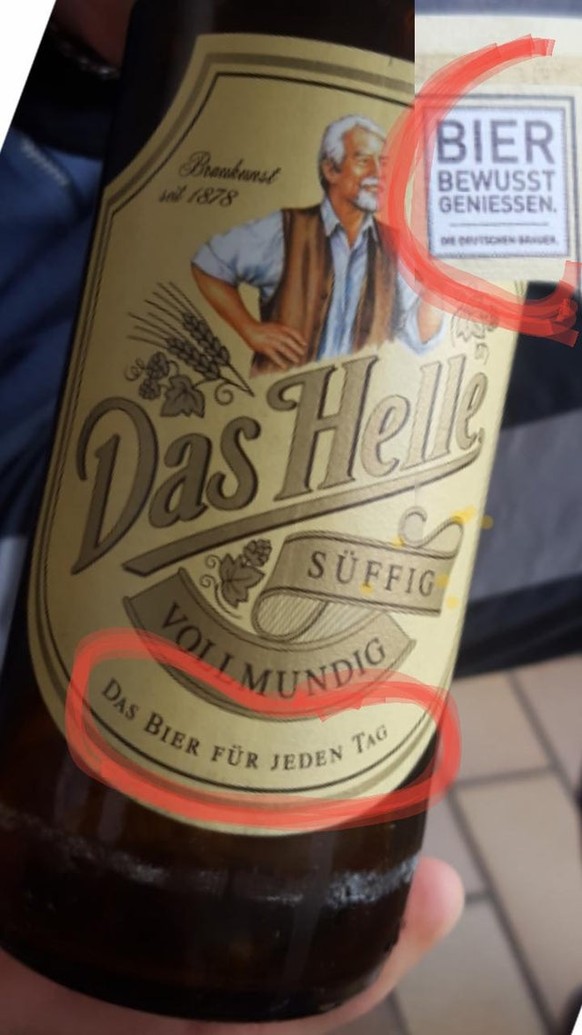 Braukunst
seit 1878
BIER
BEWUSST
GENIESSEN.
DIE DEUTSCHEN BRAUER.
Das Helle
SÜFFIG
VOLLMUNDIG
DAS BIER FÜR JEDEN TAG